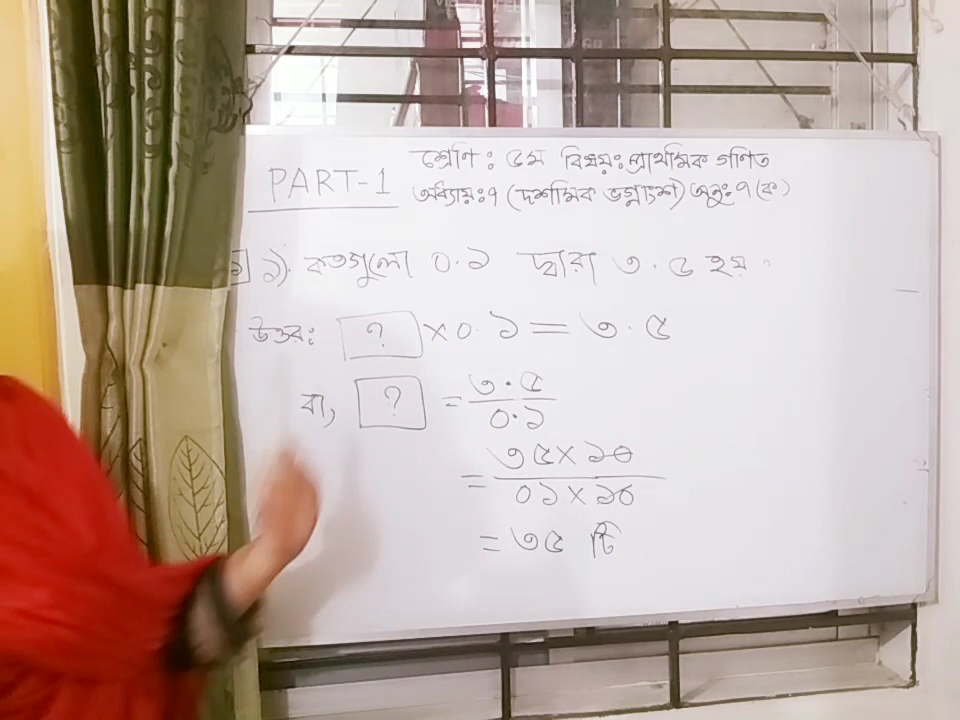 PART-1
শ্রেণি: ৫ম বিষয়: প্রাথমিক গণিত
অধ্যায়: ৭ (দশমিক ভগ্নাংশ) অনু: ৭ (ক)
১). কতগুলো ০.১ দ্বারা ৩.৫ হয়
উত্তর: ? × ০.১ = ৩.৫
বা, ? = ৩.৫ / ০.১
= ৩৫ × ১০ / ০১ × ১০
= ৩৫ টি